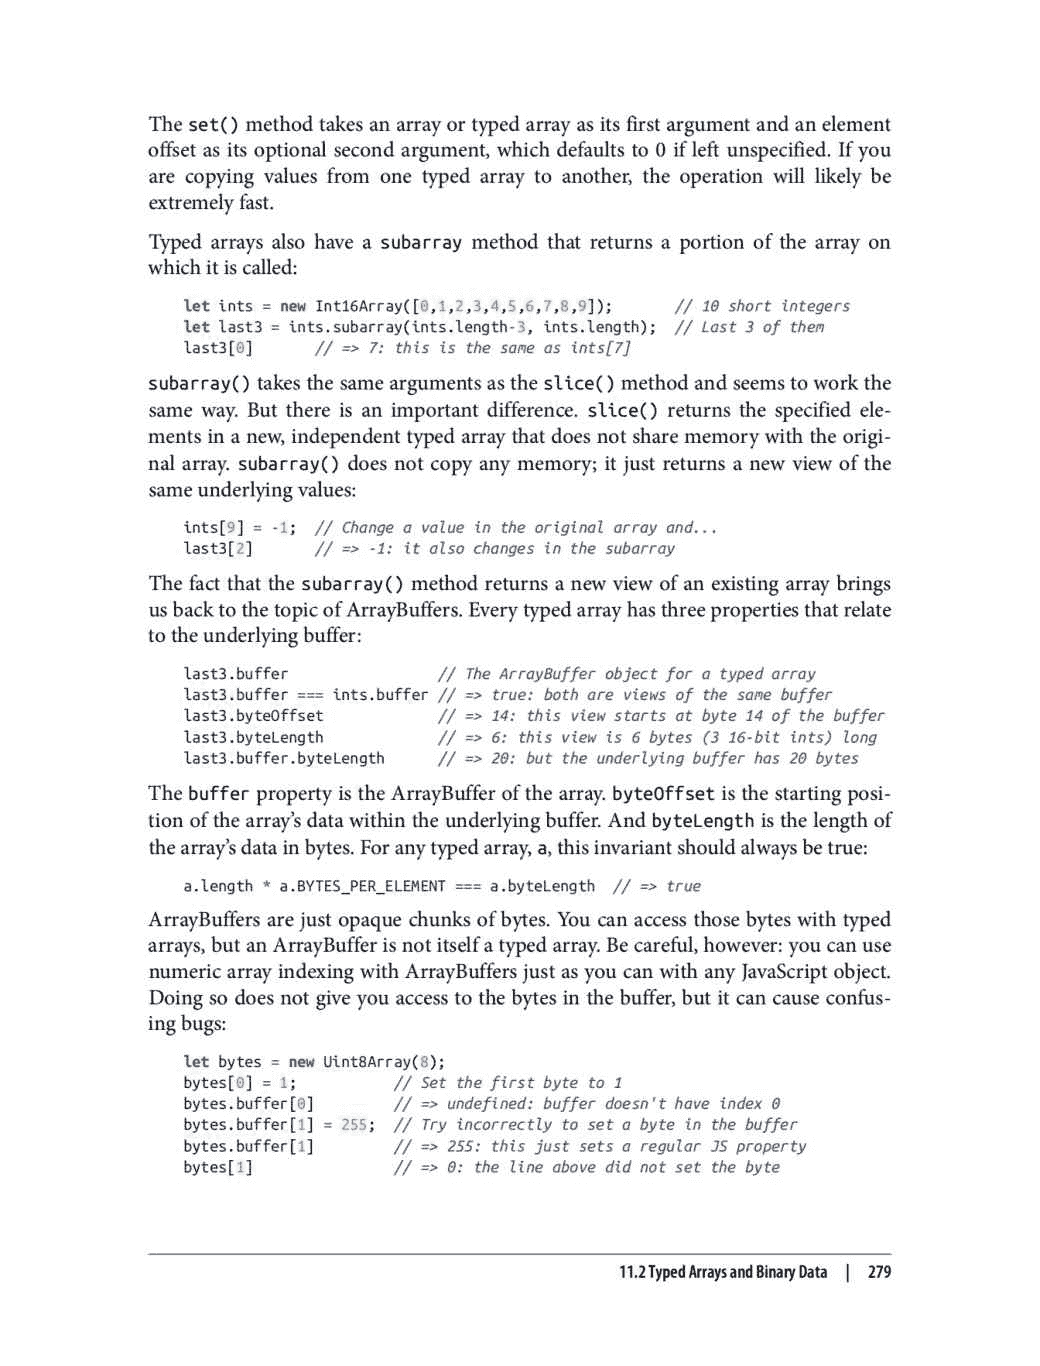 The set() method takes an array or typed array as its first argument and an element
offset as its optional second argument, which defaults to 0 if left unspecified. If you
are copying values from one typed array to another, the operation will likely be
extremely fast.
Typed arrays also have a subarray method that returns a portion of the array on
which it is called:
let ints = new Int16Array([0,1,2,3,4,5,6,7,8,9]);       // 10 short integers
let last3 = ints.subarray(ints.length-3, ints.length);  // Last 3 of them
last3[0]       // => 7: this is the same as ints[7]
subarray() takes the same arguments as the slice() method and seems to work the
same way. But there is an important difference. slice() returns the specified ele-
ments in a new, independent typed array that does not share memory with the origi-
nal array. subarray() does not copy any memory; it just returns a new view of the
same underlying values:
ints[9] = -1;  // Change a value in the original array and...
last3[2]       // => -1: it also changes in the subarray
The fact that the subarray() method returns a new view of an existing array brings
us back to the topic of ArrayBuffers. Every typed array has three properties that relate
to the underlying buffer:
last3.buffer                 // The ArrayBuffer object for a typed array
last3.buffer === ints.buffer // => true: both are views of the same buffer
last3.byteOffset             // => 14: this view starts at byte 14 of the buffer
last3.byteLength             // => 6: this view is 6 bytes (3 16-bit ints) long
last3.buffer.byteLength      // => 20: but the underlying buffer has 20 bytes
The buffer property is the ArrayBuffer of the array. byteOffset is the starting posi-
tion of the array's data within the underlying buffer. And byteLength is the length of
the array's data in bytes. For any typed array, a, this invariant should always be true:
a.length * a.BYTES_PER_ELEMENT === a.byteLength  // => true
ArrayBuffers are just opaque chunks of bytes. You can access those bytes with typed
arrays, but an ArrayBuffer is not itself a typed array. Be careful, however: you can use
numeric array indexing with ArrayBuffers just as you can with any JavaScript object.
Doing so does not give you access to the bytes in the buffer, but it can cause confus-
ing bugs:
let bytes = new Uint8Array(8);
bytes[0] = 1;           // Set the first byte to 1
bytes.buffer[0]         // => undefined: buffer doesn't have index 0
bytes.buffer[1] = 255;  // Try incorrectly to set a byte in the buffer
bytes.buffer[1]         // => 255: this just sets a regular JS property
bytes[1]                // => 0: the line above did not set the byte
11.2 Typed Arrays and Binary Data | 279